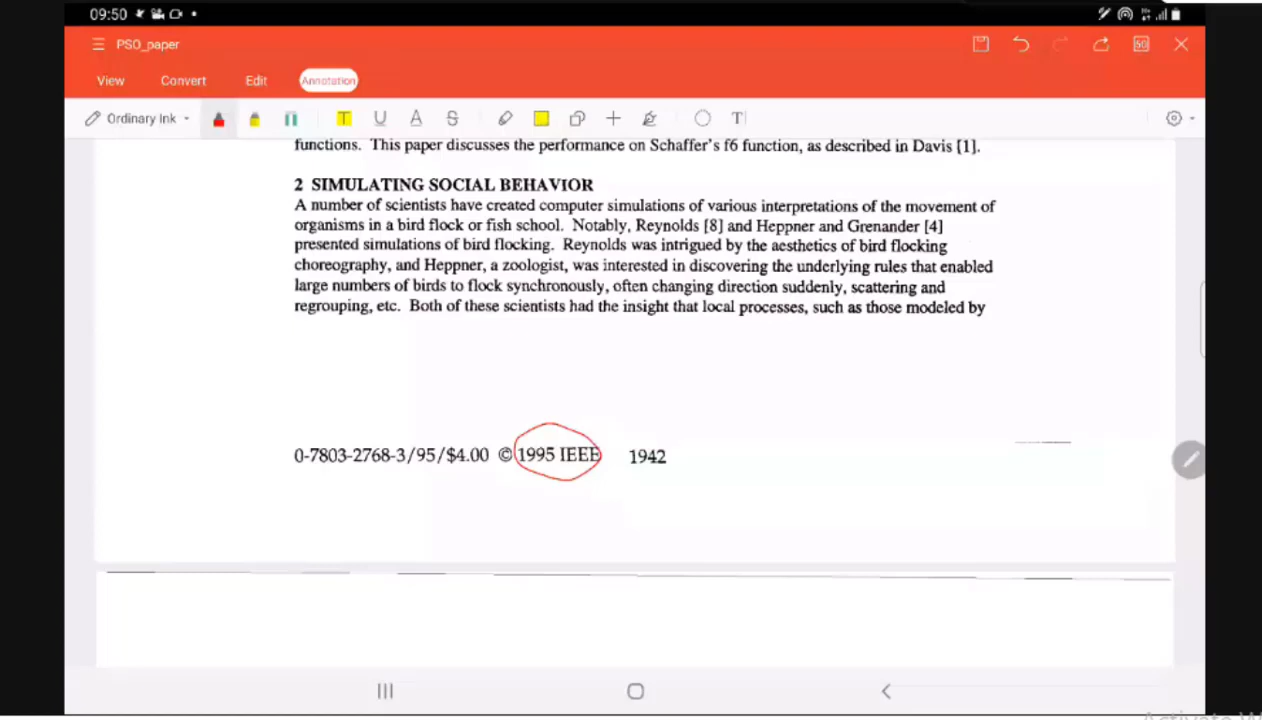 09:50
PSO_paper
View Convert Edit Annotation
Ordinary Ink
functions. This paper discusses the performance on Schaffer's f6 function, as described in Davis [1].
2 SIMULATING SOCIAL BEHAVIOR
A number of scientists have created computer simulations of various interpretations of the movement of
organisms in a bird flock or fish school. Notably, Reynolds [8] and Heppner and Grenander [4]
presented simulations of bird flocking. Reynolds was intrigued by the aesthetics of bird flocking
choreography, and Heppner, a zoologist, was interested in discovering the underlying rules that enabled
large numbers of birds to flock synchronously, often changing direction suddenly, scattering and
regrouping, etc. Both of these scientists had the insight that local processes, such as those modeled by
0-7803-2768-3/95/$4.00 © 1995 IEEE 1942